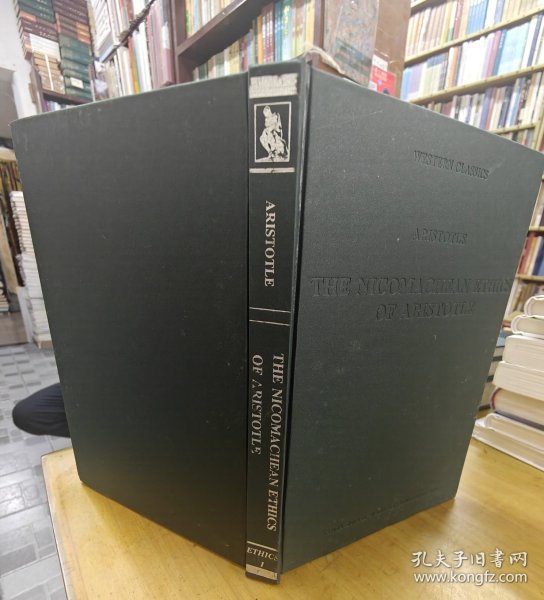 ARISTOTLE
THE NICOMACHEAN ETHICS
OF ARISTOTLE
ETHICS
1
WESTERN CLASSICS
ARISTOTLE
THE NICOMACHEAN ETHICS
OF ARISTOTLE
孔夫子旧书网
www.kongfz.com